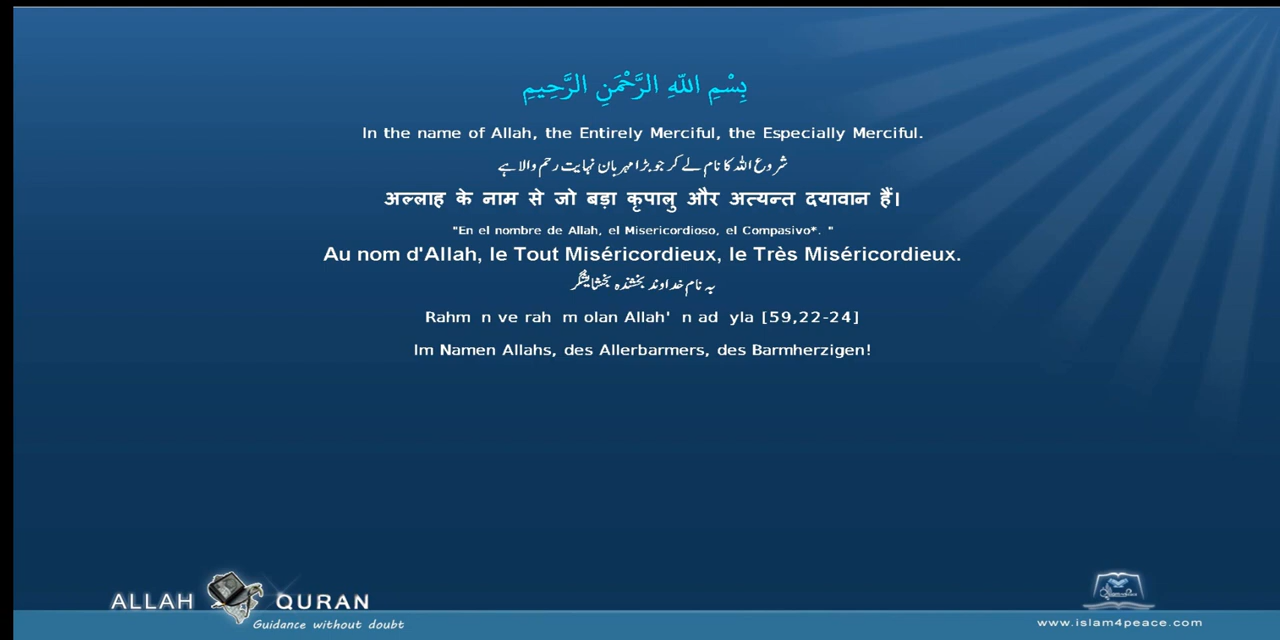 بِسْمِ اللّٰهِ الرَّحْمَنِ الرَّحِيمِ
In the name of Allah, the Entirely Merciful, the Especially Merciful.
شروع الله کا نام لے کر جو بڑا مہربان نہایت رحم والا ہے
अल्लाह के नाम से जो बड़ा कृपालु और अत्यन्त दयावान हैं।
"En el nombre de Allah, el Misericordioso, el Compasivo*. "
Au nom d'Allah, le Tout Miséricordieux, le Très Miséricordieux.
به نام خداوند بخشنده بخشایشگر
Rahm n ve rah m olan Allah' n ad yla [59,22-24]
Im Namen Allahs, des Allerbarmers, des Barmherzigen!
ALLAH QURAN
Guidance without doubt
www.islam4peace.com